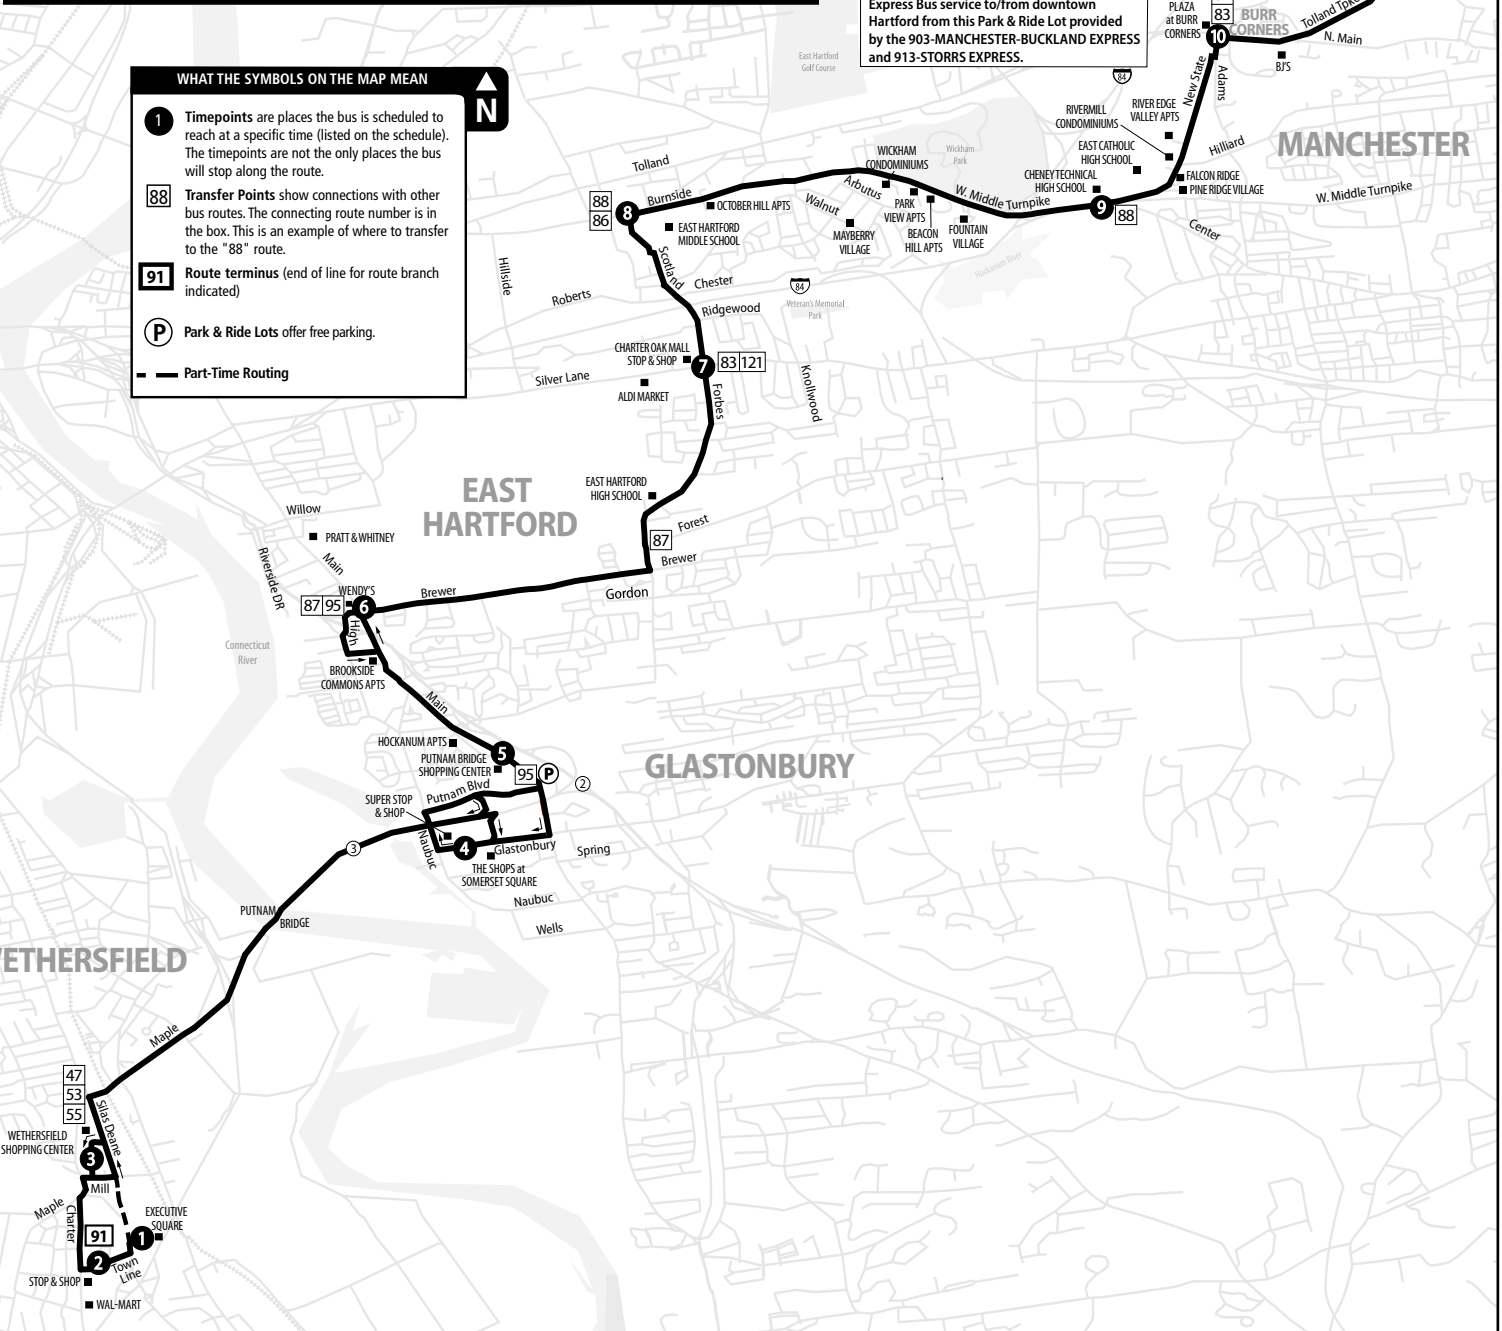 Express Bus service to/from downtown
Hartford from this Park & Ride Lot provided
by the 903-MANCHESTER-BUCKLAND EXPRESS
and 913-STORRS EXPRESS.
PLAZA
at BURR
CORNERS
83
10
BURR
CORNERS
Tolland Tpke
N. Main
BJ'S
New State
Adams
East Hartford
Golf Course
84
WHAT THE SYMBOLS ON THE MAP MEAN
N
1
Timepoints are places the bus is scheduled to
reach at a specific time (listed on the schedule).
The timepoints are not the only places the bus
will stop along the route.
88
Transfer Points show connections with other
bus routes. The connecting route number is in
the box. This is an example of where to transfer
to the "88" route.
91
Route terminus (end of line for route branch
indicated)
P
Park & Ride Lots offer free parking.
Part-Time Routing
RIVERMILL
CONDOMINIUMS
RIVER EDGE
VALLEY APTS
EAST CATHOLIC
HIGH SCHOOL
Hilliard
MANCHESTER
CHENEY TECHNICAL
HIGH SCHOOL
FALCON RIDGE
PINE RIDGE VILLAGE
W. Middle Turnpike
9
88
Center
Wickham
Park
WICKHAM
CONDOMINIUMS
Tolland
Burnside
Arbutus
W. Middle Turnpike
Walnut
PARK
VIEW APTS
BEACON
HILL APTS
FOUNTAIN
VILLAGE
MAYBERRY
VILLAGE
OCTOBER HILL APTS
88
86
8
EAST HARTFORD
MIDDLE SCHOOL
Hockanum River
Hillside
Scotland
Chester
84
Roberts
Ridgewood
Veteran's Memorial
Park
CHARTER OAK MALL
STOP & SHOP
7
83
121
Silver Lane
ALDI MARKET
Forbes
Knollwood
EAST
HARTFORD
EAST HARTFORD
HIGH SCHOOL
Willow
PRATT & WHITNEY
Forest
87
Brewer
Main
Riverside DR
WENDY'S
87
95
6
Brewer
Gordon
High
Connecticut
River
BROOKSIDE
COMMONS APTS
Main
HOCKANUM APTS
5
PUTNAM BRIDGE
SHOPPING CENTER
95
P
2
GLASTONBURY
Putnam Blvd
SUPER STOP
& SHOP
3
Naubuc
4
Glastonbury
Spring
THE SHOPS at
SOMERSET SQUARE
Naubuc
Wells
PUTNAM
BRIDGE
ETHERSFIELD
Maple
47
53
55
Silas Deane
WETHERSFIELD
SHOPPING CENTER
3
Mill
Maple
Charter
EXECUTIVE
SQUARE
91
1
2
Town
Line
STOP & SHOP
WAL-MART